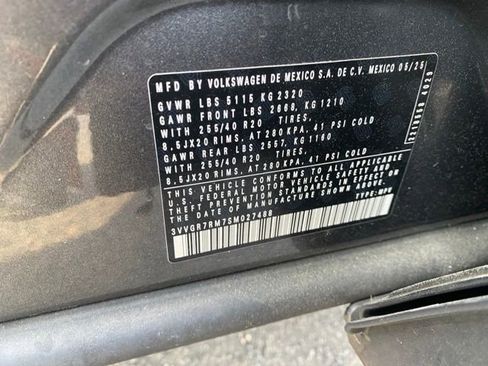 MFD BY VOLKSWAGEN DE MEXICO S.A. DE C.V. MEXICO 05/25
GVWR LBS 5115 KG 2320
GAWR FRONT LBS 2668, KG 1210
WITH 255/40 R20 TIRES,
8.5JX20 RIMS, AT 280 KPA, 41 PSI COLD
GAWR REAR LBS 2557, KG 1160
WITH 255/40 R20 TIRES,
8.5JX20 RIMS, AT 280 KPA, 41 PSI COLD
THIS VEHICLE CONFORMS TO ALL APPLICABLE
U.S. FEDERAL MOTOR VEHICLE SAFETY AND
THEFT PREVENTION STANDARDS IN EFFECT ON
THE DATE OF MANUFACTURE SHOWN ABOVE.
3VVGR7RM7SM027488 TYPE: MPV
4029